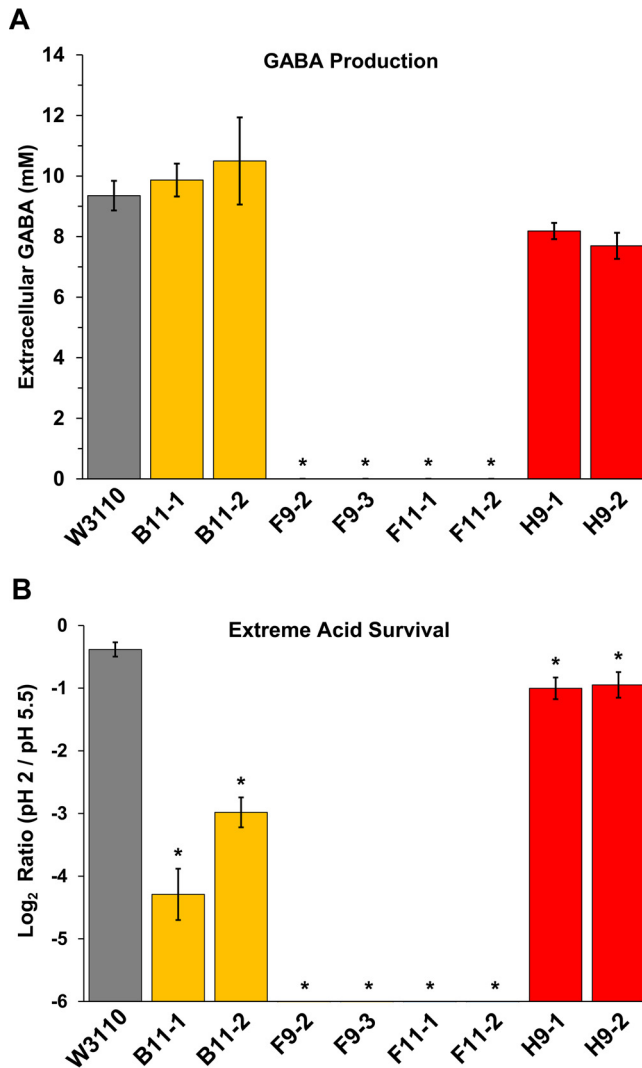 A
GABA Production
Extracellular GABA (mM)
14
12
10
8
6
4
2
0
* * * *
W3110 B11-1 B11-2 F9-2 F9-3 F11-1 F11-2 H9-1 H9-2
B
Extreme Acid Survival
Log₂ Ratio (pH 2 / pH 5.5)
-0
-1
-2
-3
-4
-5
-6
* * * * * * * *
W3110 B11-1 B11-2 F9-2 F9-3 F11-1 F11-2 H9-1 H9-2